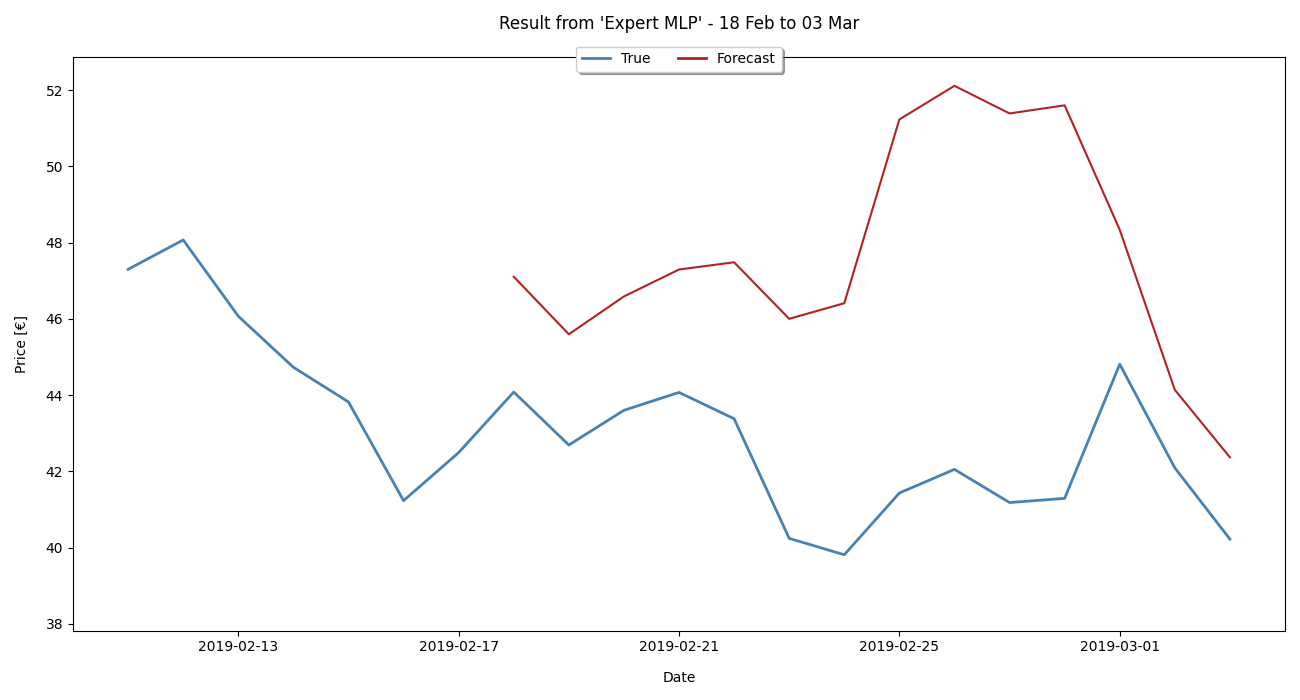 Result from 'Expert MLP' - 18 Feb to 03 Mar
True Forecast
52
50
48
46
44
42
40
38
Price [€]
2019-02-13 2019-02-17 2019-02-21 2019-02-25 2019-03-01
Date